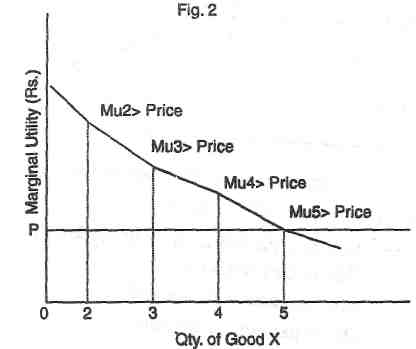 Fig. 2
Marginal Utility (Rs.)
Mu2> Price
Mu3> Price
Mu4> Price
Mu5> Price
P
0 2 3 4 5
Qty. of Good X